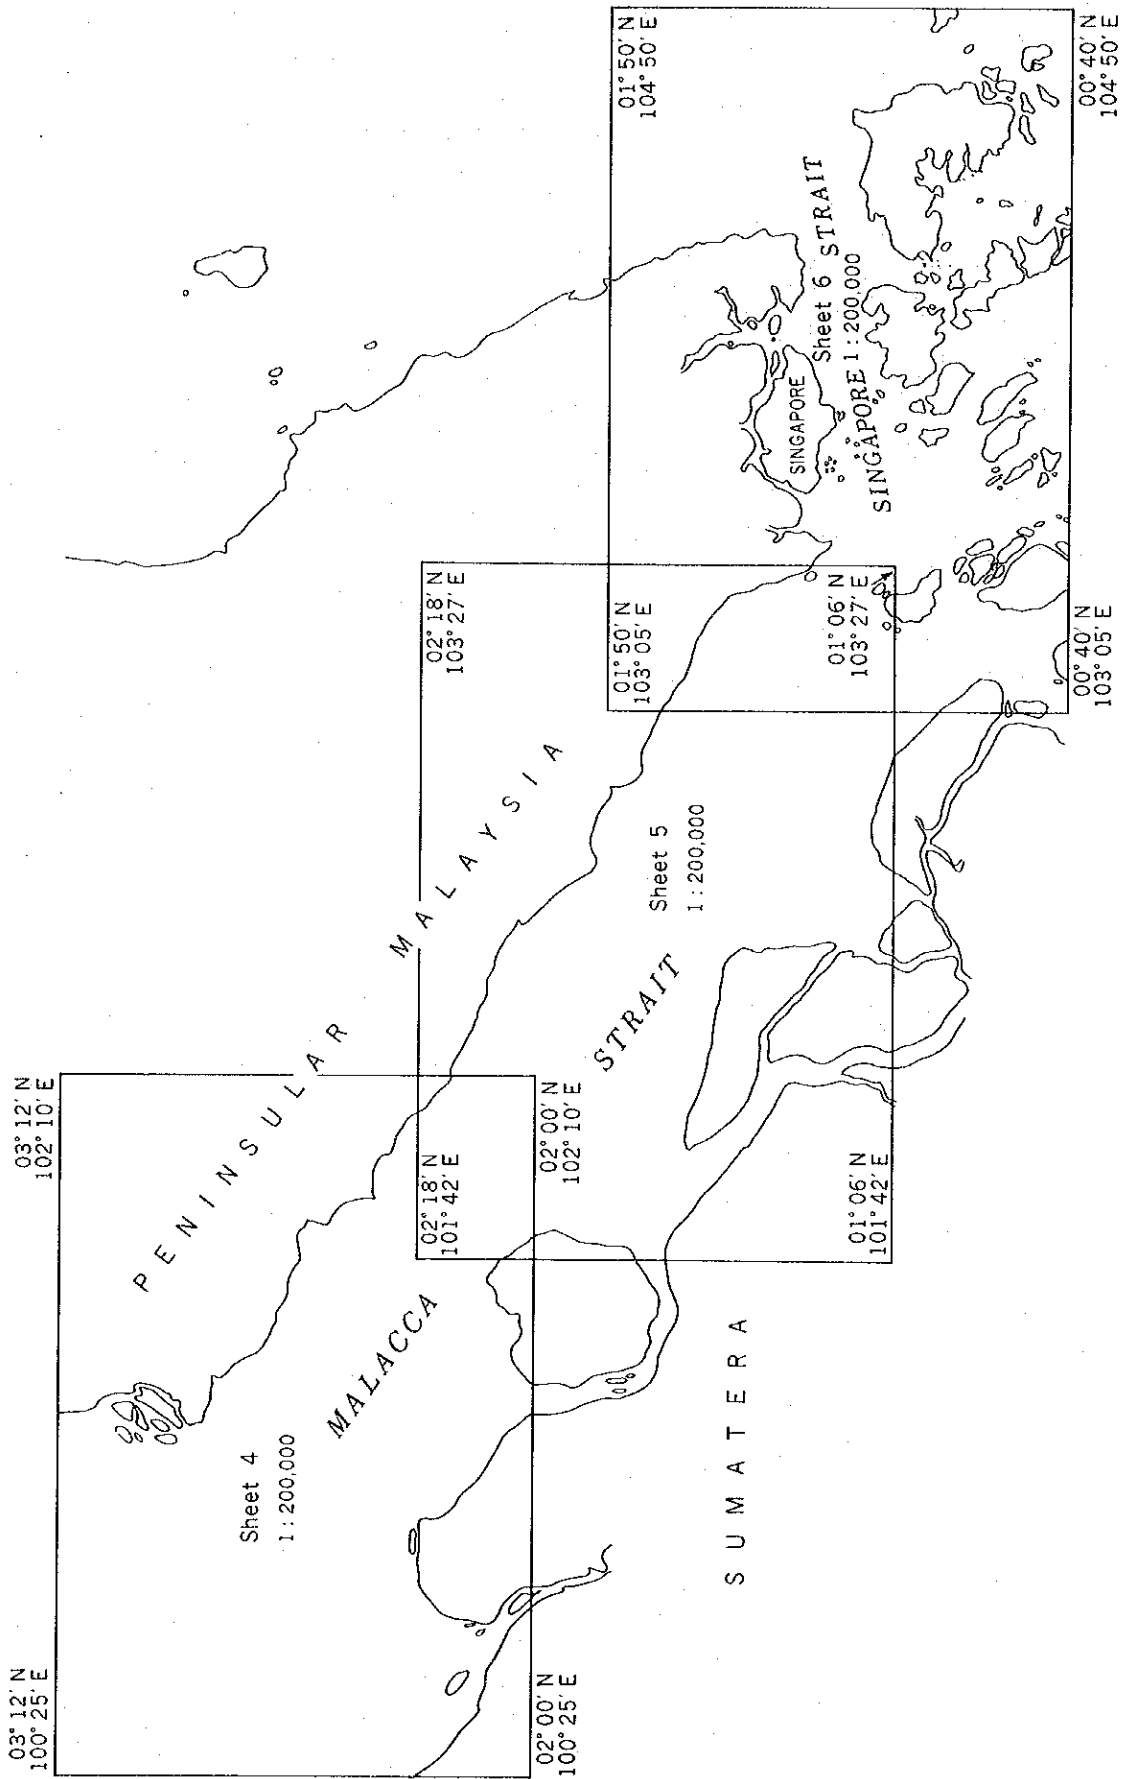 03° 12′ N
100° 25′ E
03° 12′ N
102° 10′ E
02° 00′ N
100° 25′ E
02° 00′ N
102° 10′ E
Sheet 4
1 : 200,000
02° 18′ N
101° 42′ E
02° 18′ N
103° 27′ E
01° 06′ N
101° 42′ E
01° 06′ N
103° 27′ E
Sheet 5
1 : 200,000
01° 50′ N
103° 05′ E
01° 50′ N
104° 50′ E
00° 40′ N
103° 05′ E
00° 40′ N
104° 50′ E
Sheet 6
1 : 200,000
PENINSULAR MALAYSIA
MALACCA STRAIT
SUMATERA
SINGAPORE
SINGAPORE STRAIT